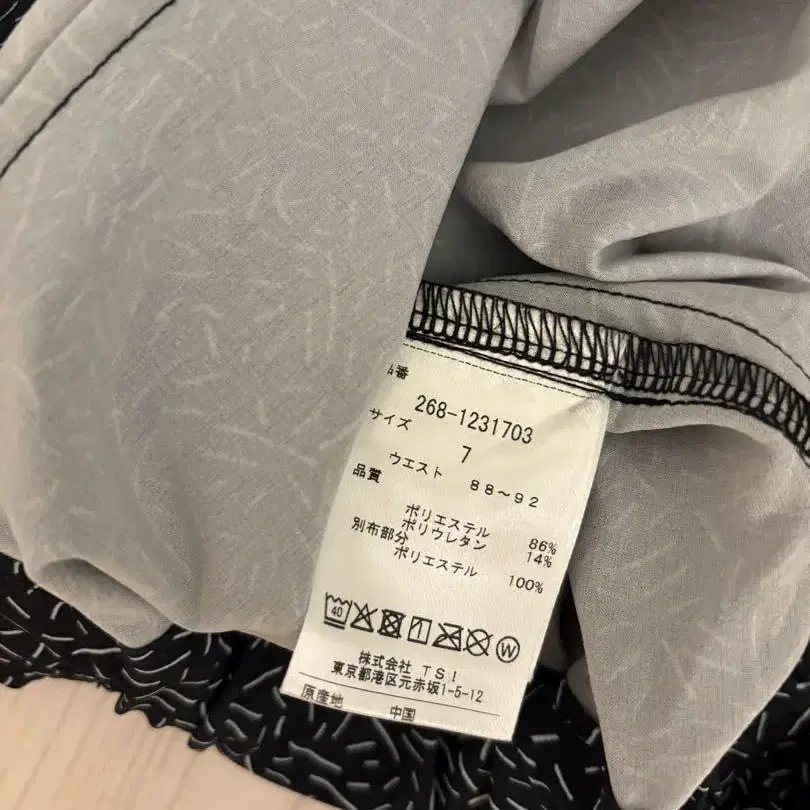 品番
268-1231703
サイズ
7
ウエスト 88～92
品質
ポリエステル 86%
ポリウレタン 14%
別布部分
ポリエステル 100%
40
W
株式会社 TSI
東京都港区元赤坂1-5-12
原産地 中国